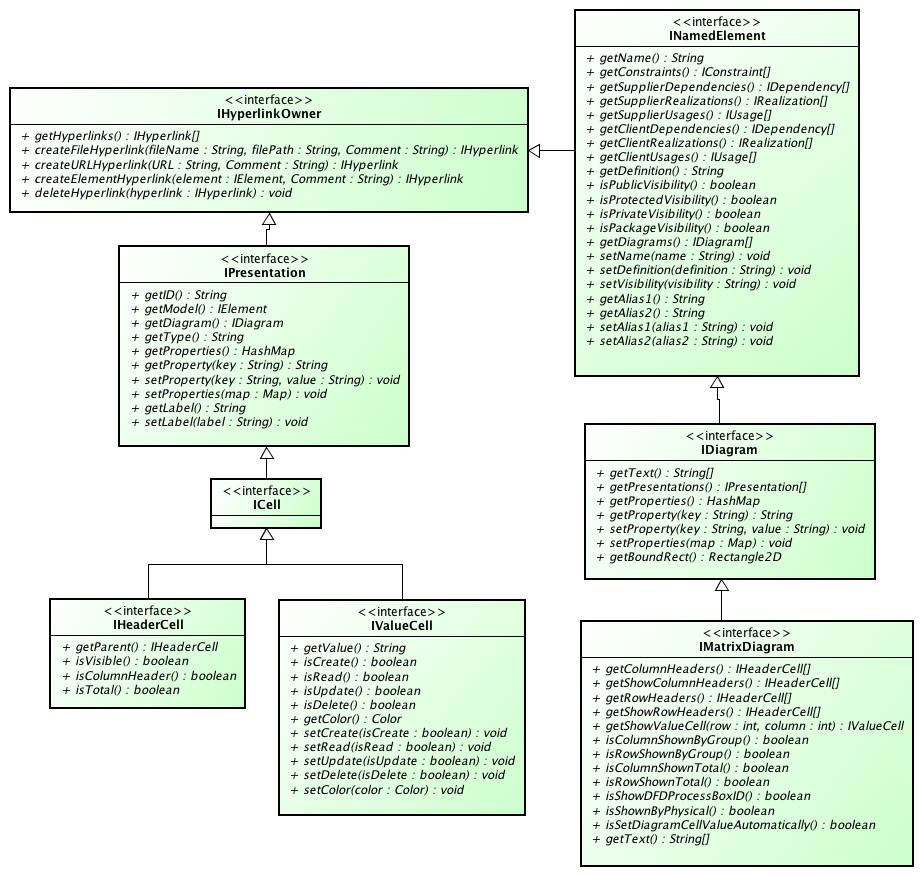 <<interface>>
INamedElement
+ getName() : String
+ getConstraints() : IConstraint[]
+ getSupplierDependencies() : IDependency[]
+ getSupplierRealizations() : IRealization[]
+ getSupplierUsages() : IUsage[]
+ getClientDependencies() : IDependency[]
+ getClientRealizations() : IRealization[]
+ getClientUsages() : IUsage[]
+ getDefinition() : String
+ isPublicVisibility() : boolean
+ isProtectedVisibility() : boolean
+ isPrivateVisibility() : boolean
+ isPackageVisibility() : boolean
+ getDiagrams() : IDiagram[]
+ setName(name : String) : void
+ setDefinition(definition : String) : void
+ setVisibility(visibility : String) : void
+ getAlias1() : String
+ getAlias2() : String
+ setAlias1(alias1 : String) : void
+ setAlias2(alias2 : String) : void
<<interface>>
IHyperlinkOwner
+ getHyperlinks() : IHyperlink[]
+ createFileHyperlink(fileName : String, filePath : String, Comment : String) : IHyperlink
+ createURLHyperlink(URL : String, Comment : String) : IHyperlink
+ createElementHyperlink(element : IElement, Comment : String) : IHyperlink
+ deleteHyperlink(hyperlink : IHyperlink) : void
<<interface>>
IPresentation
+ getID() : String
+ getModel() : IElement
+ getDiagram() : IDiagram
+ getType() : String
+ getProperties() : HashMap
+ getProperty(key : String) : String
+ setProperty(key : String, value : String) : void
+ setProperties(map : Map) : void
+ getLabel() : String
+ setLabel(label : String) : void
<<interface>>
ICell
<<interface>>
IDiagram
+ getText() : String[]
+ getPresentations() : IPresentation[]
+ getProperties() : HashMap
+ getProperty(key : String) : String
+ setProperty(key : String, value : String) : void
+ setProperties(map : Map) : void
+ getBoundRect() : Rectangle2D
<<interface>>
IHeaderCell
+ getParent() : IHeaderCell
+ isVisible() : boolean
+ isColumnHeader() : boolean
+ isTotal() : boolean
<<interface>>
IValueCell
+ getValue() : String
+ isCreate() : boolean
+ isRead() : boolean
+ isUpdate() : boolean
+ isDelete() : boolean
+ getColor() : Color
+ setCreate(isCreate : boolean) : void
+ setRead(isRead : boolean) : void
+ setUpdate(isUpdate : boolean) : void
+ setDelete(isDelete : boolean) : void
+ setColor(color : Color) : void
<<interface>>
IMatrixDiagram
+ getColumnHeaders() : IHeaderCell[]
+ getShowColumnHeaders() : IHeaderCell[]
+ getRowHeaders() : IHeaderCell[]
+ getShowRowHeaders() : IHeaderCell[]
+ getShowValueCell(row : int, column : int) : IValueCell
+ isColumnShownByGroup() : boolean
+ isRowShownByGroup() : boolean
+ isColumnShownTotal() : boolean
+ isRowShownTotal() : boolean
+ isShowDFDProcessBoxID() : boolean
+ isShownByPhysical() : boolean
+ isSetDiagramCellValueAutomatically() : boolean
+ getText() : String[]